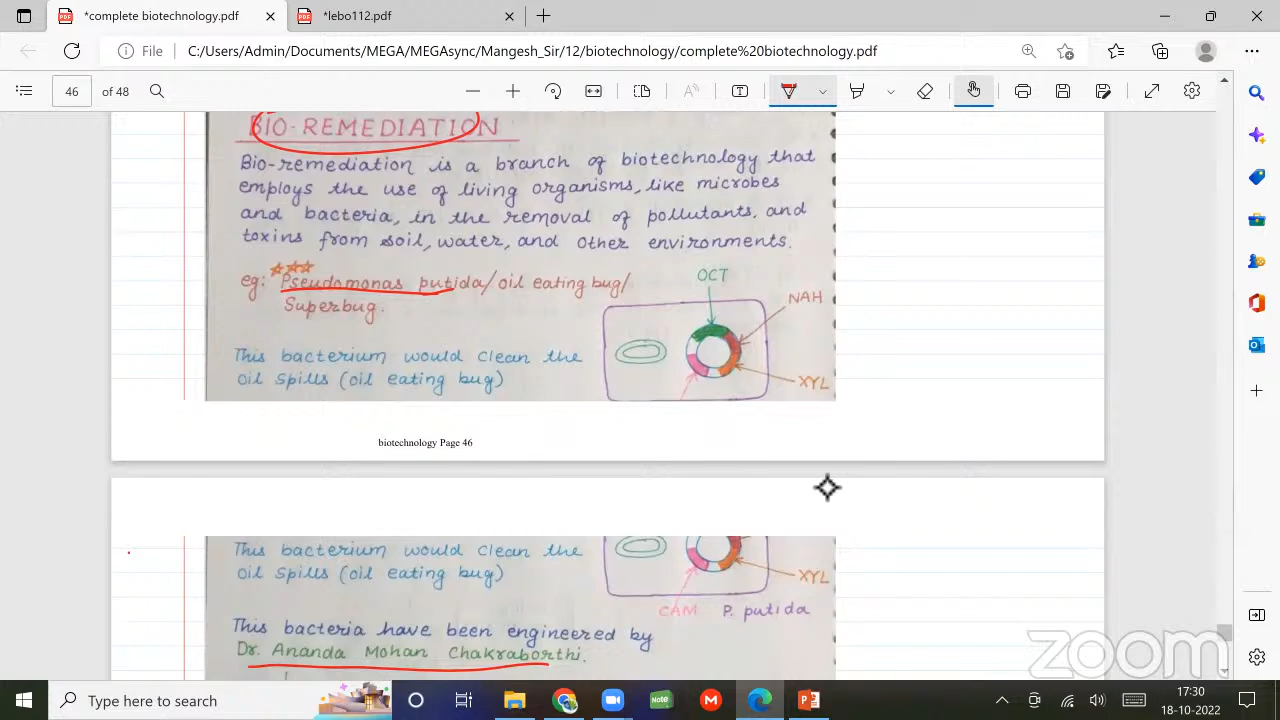 *complete biotechnology.pdf
*lebo112.pdf
File
C:/Users/Admin/Documents/MEGA/MEGAsync/Mangesh_Sir/12/biotechnology/complete%20biotechnology.pdf
46 of 48
BIO-REMEDIATION
Bio-remediation is a branch of biotechnology that
employs the use of living organisms, like microbes
and bacteria, in the removal of pollutants, and
toxins from soil, water, and other environments.
OCT
eg: Pseudomonas putida/oil eating bug/
NAH
Superbug.
This bacterium would clean the
oil spills (oil eating bug)
XYL
biotechnology Page 46
This bacterium would clean the
oil spills (oil eating bug)
XYL
CAM P. putida
This bacteria have been engineered by
Dr. Ananda Mohan Chakraborthi.
zoom
Type here to search
Note
17:30
18-10-2022